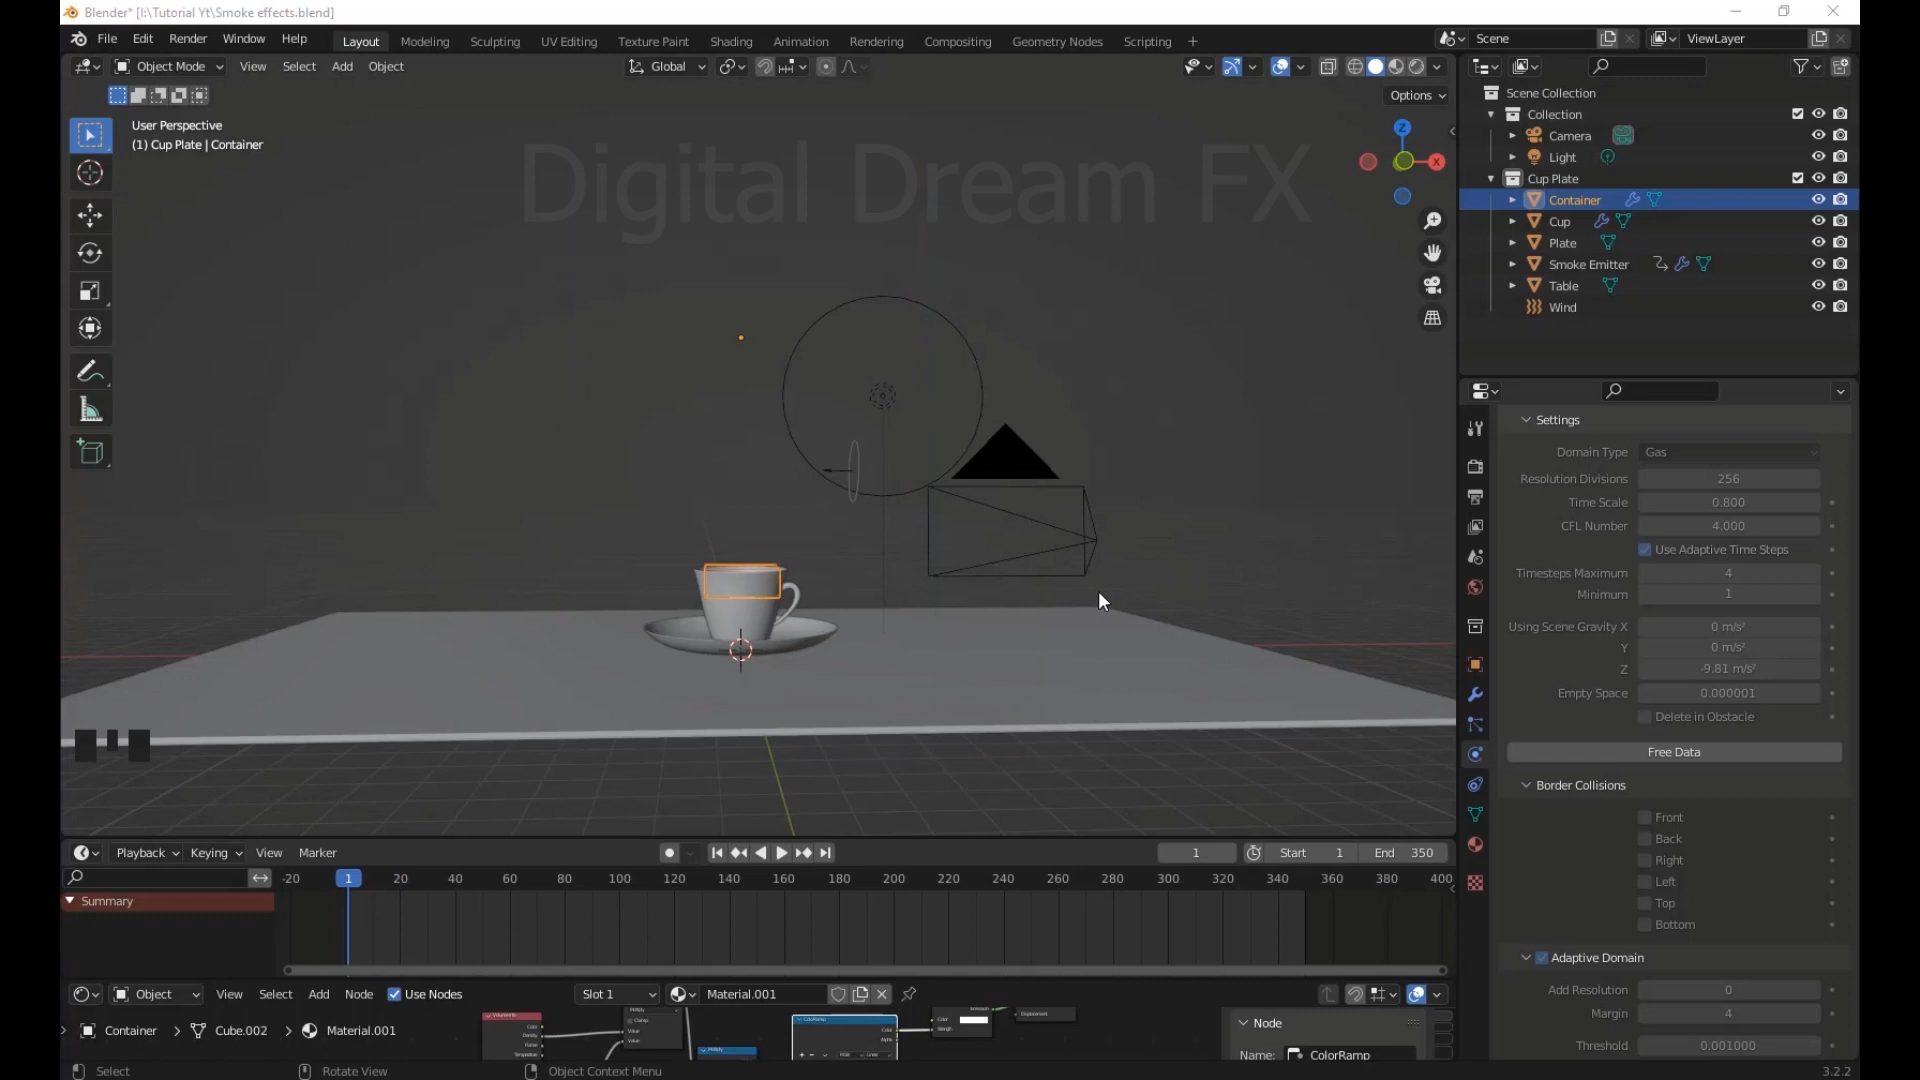 Blender* [I:\Tutorial Yt\Smoke effects.blend]
File Edit Render Window Help
Layout Modeling Sculpting UV Editing Texture Paint Shading Animation Rendering Compositing Geometry Nodes Scripting +
Scene
ViewLayer
Object Mode View Select Add Object
Global
Options
User Perspective
(1) Cup Plate | Container
Digital Dream FX
Z
X
Scene Collection
Collection
Camera
Light
Cup Plate
Container
Cup
Plate
Smoke Emitter
Table
Wind
Settings
Domain Type Gas
Resolution Divisions 256
Time Scale 0.800
CFL Number 4.000
Use Adaptive Time Steps
Timesteps Maximum 4
Minimum 1
Using Scene Gravity X 0 m/s²
Y 0 m/s²
Z -9.81 m/s²
Empty Space 0.000001
Delete in Obstacle
Free Data
Border Collisions
Front
Back
Right
Left
Top
Bottom
Adaptive Domain
Add Resolution 0
Margin 4
Threshold 0.001000
Playback Keying View Marker
1
Start 1 End 350
-20 1 20 40 60 80 100 120 140 160 180 200 220 240 260 280 300 320 340 360 380 400
Summary
Object View Select Add Node Use Nodes Slot 1 Material.001
Container Cube.002 Material.001
Node
Name: ColorRamp
Select Rotate View Object Context Menu
3.2.2